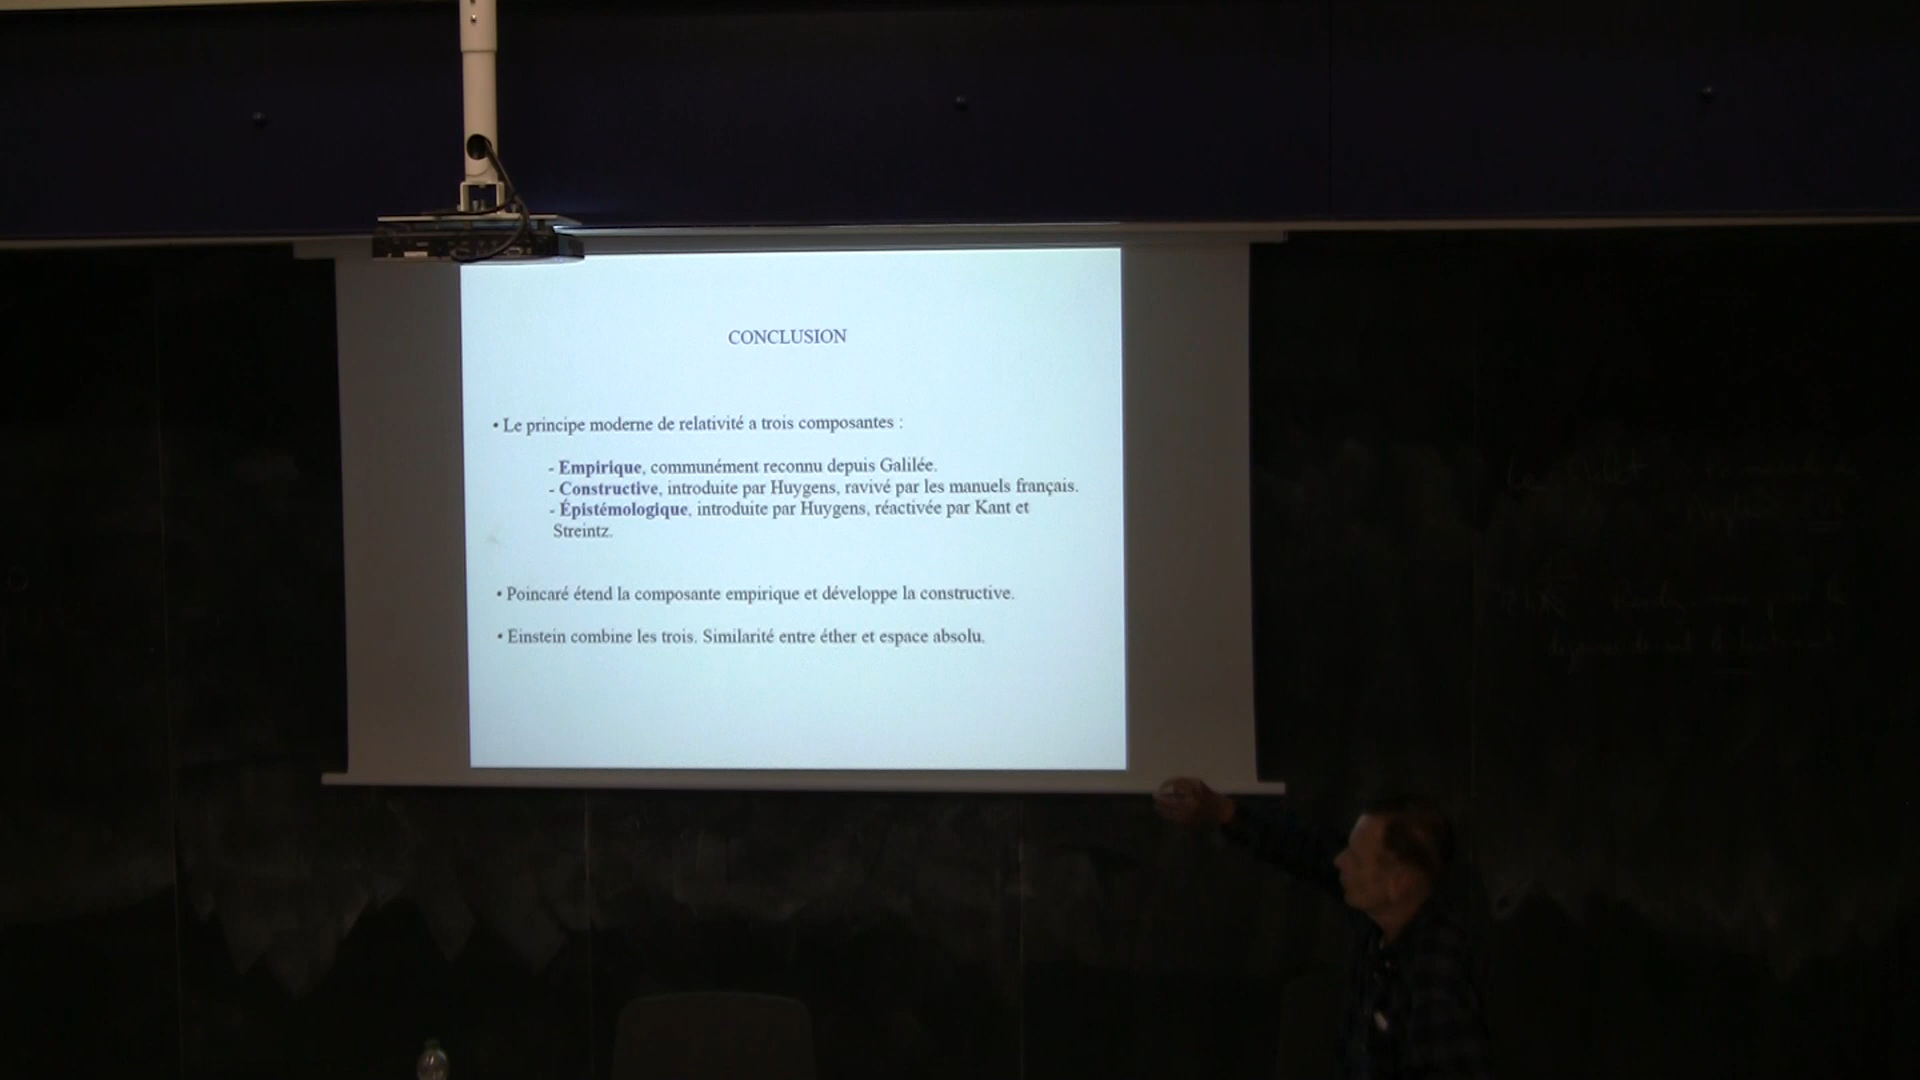 CONCLUSION
• Le principe moderne de relativité a trois composantes :
- Empirique, communément reconnu depuis Galilée.
- Constructive, introduite par Huygens, ravivé par les manuels français.
- Épistémologique, introduite par Huygens, réactivée par Kant et
Streintz.
• Poincaré étend la composante empirique et développe la constructive.
• Einstein combine les trois. Similarité entre éther et espace absolu.